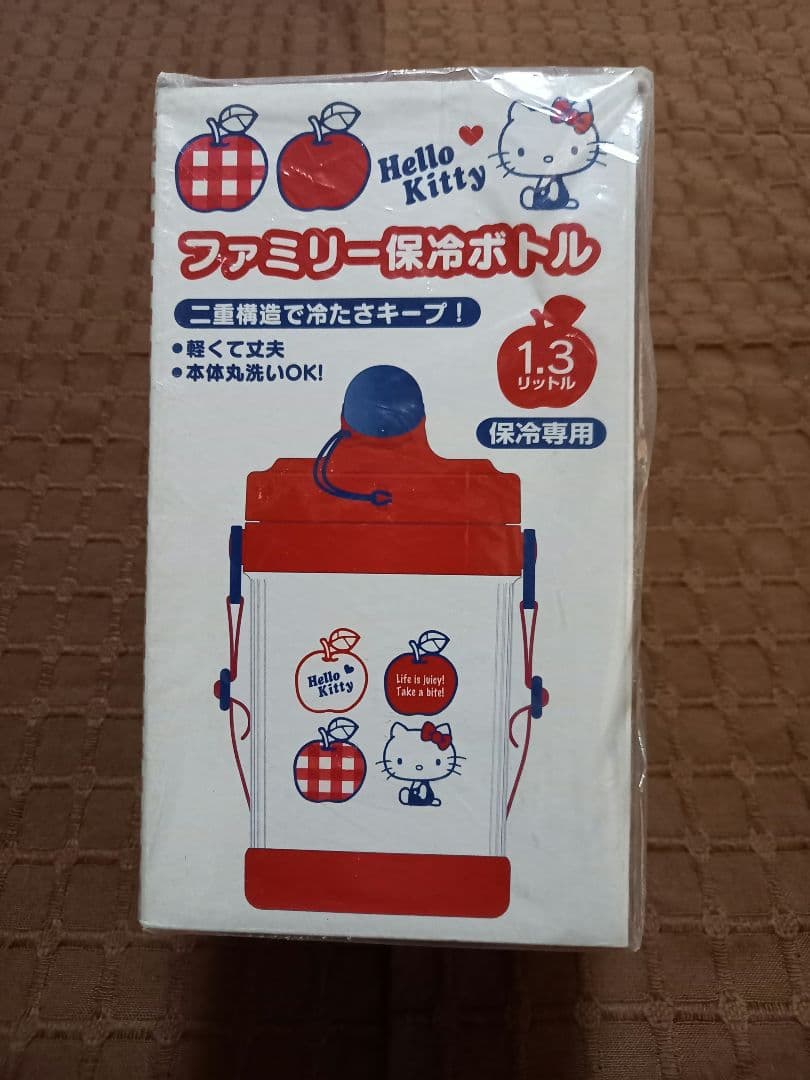 Hello
Kitty
ファミリー保冷ボトル
二重構造で冷たさキープ！
●軽くて丈夫
●本体丸洗いOK!
1.3
リットル
保冷専用
Hello
Kitty
Life is juicy!
Take a bite!